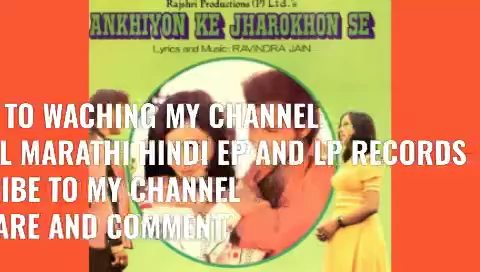 Rajshri Productions (P) Ltd.'s
ANKHIYON KE JHAROKHON SE
Lyrics and Music: RAVINDRA JAIN
TO WACHING MY CHANNEL
L MARATHI HINDI EP AND LP RECORDS
IBE TO MY CHANNEL
ARE AND COMMENT